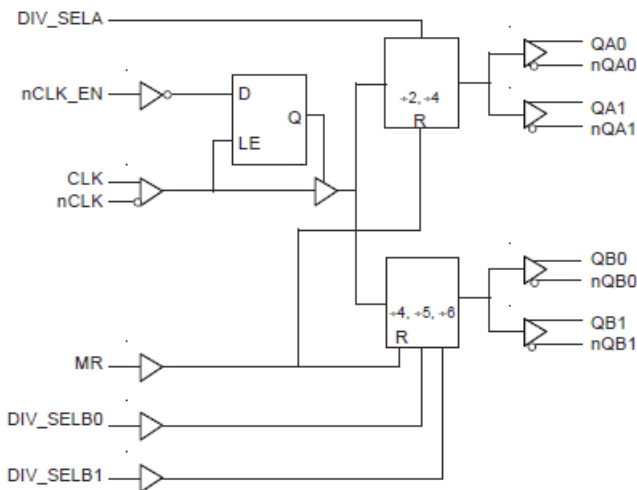 DIV_SELA
QA0
nQA0
nCLK_EN
D
Q
LE
÷2, ÷4
R
QA1
nQA1
CLK
nCLK
QB0
nQB0
÷4, ÷5, ÷6
R
QB1
nQB1
MR
DIV_SELB0
DIV_SELB1